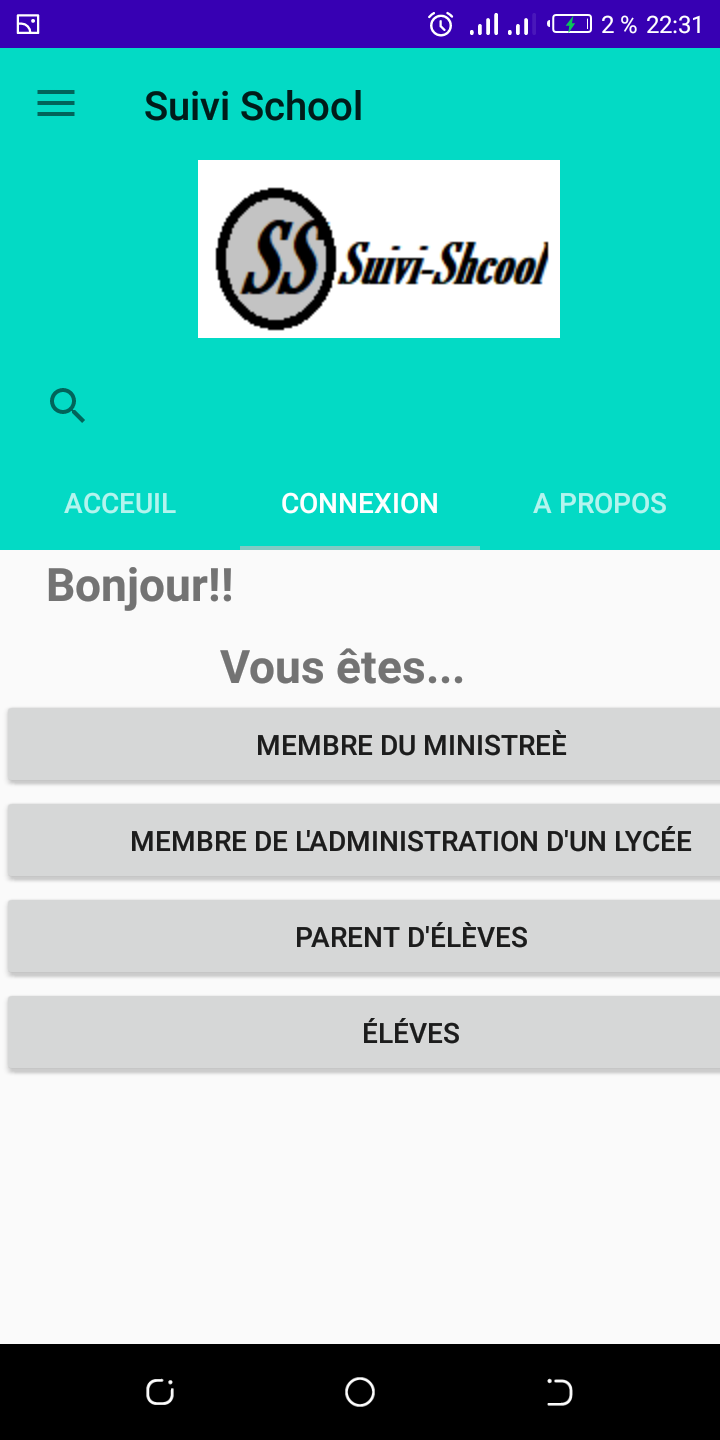 2 % 22:31
Suivi School
SS Suivi-Shcool
ACCEUIL CONNEXION A PROPOS
Bonjour!!
Vous êtes...
MEMBRE DU MINISTREÈ
MEMBRE DE L'ADMINISTRATION D'UN LYCÉE
PARENT D'ÉLÈVES
ÉLÉVES